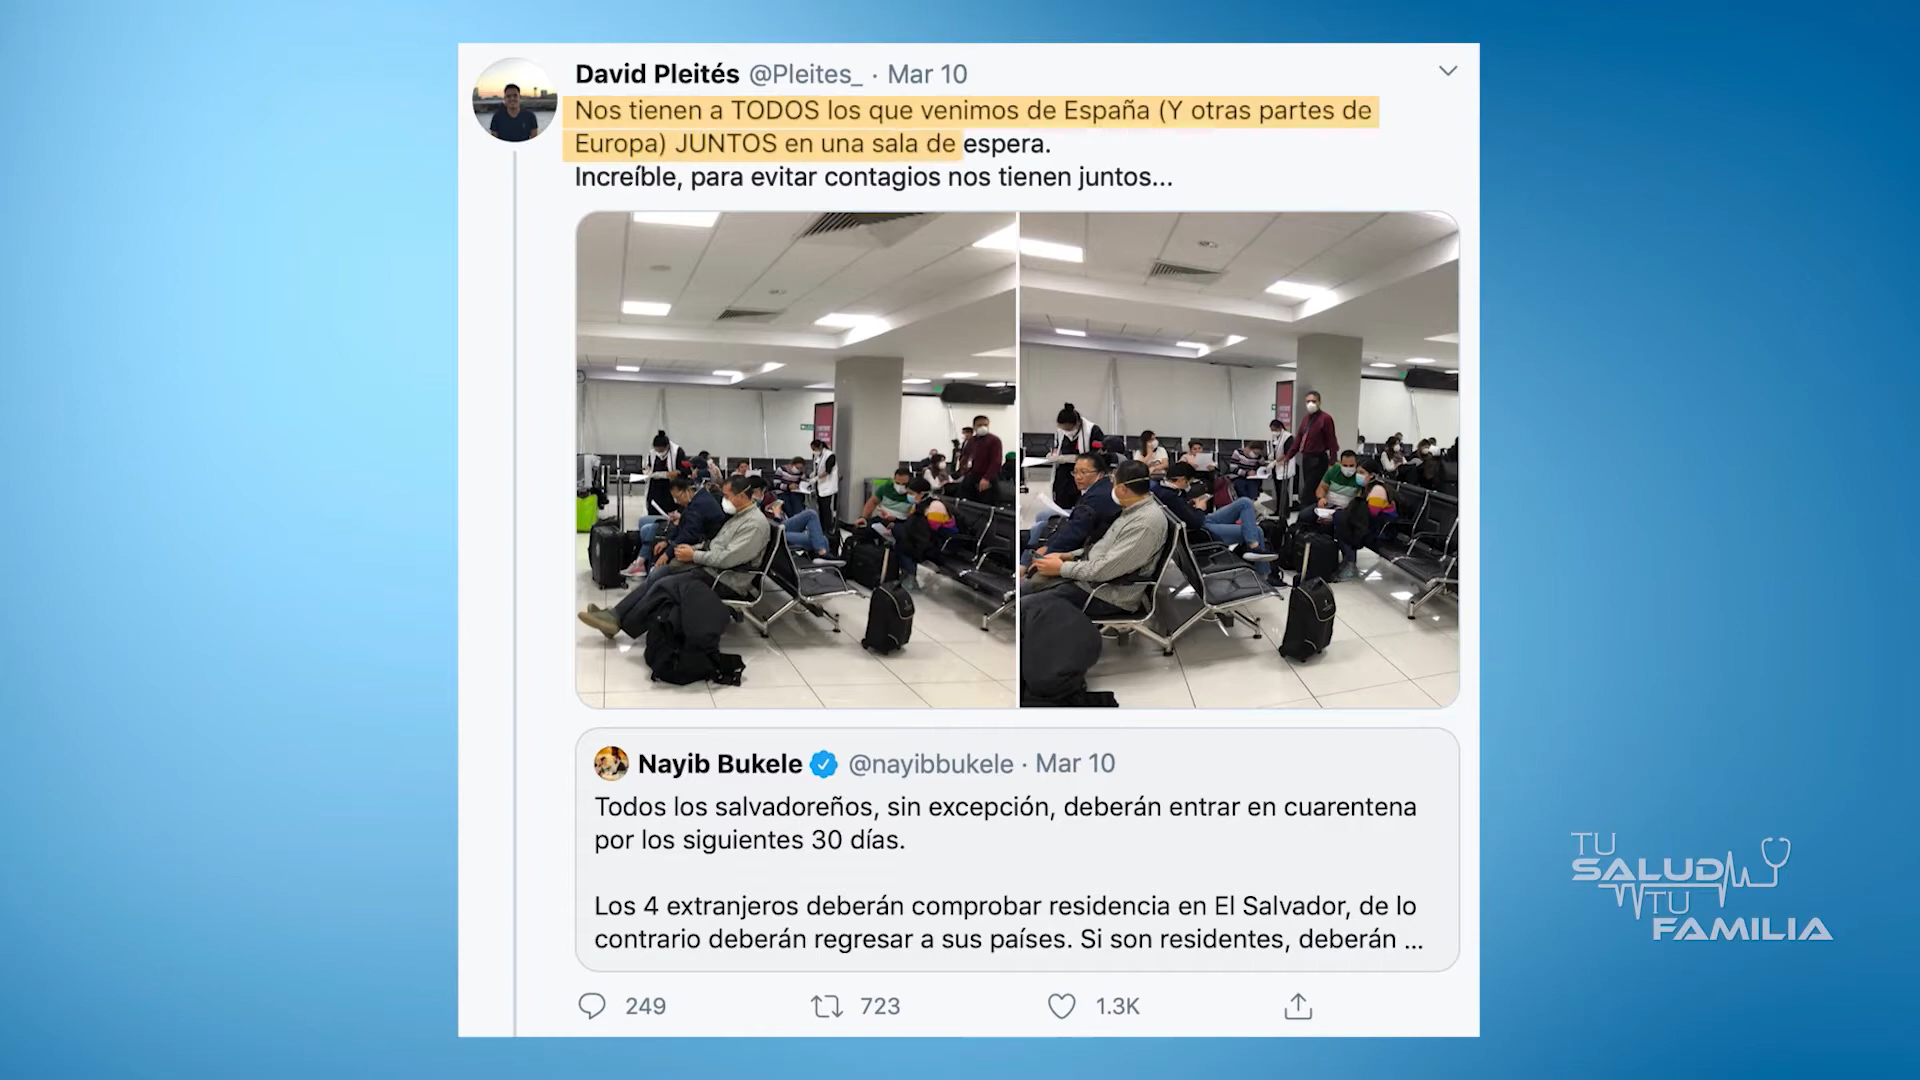 David Pleités @Pleites_ · Mar 10
Nos tienen a TODOS los que venimos de España (Y otras partes de
Europa) JUNTOS en una sala de espera.
Increíble, para evitar contagios nos tienen juntos...
Nayib Bukele @nayibbukele · Mar 10
Todos los salvadoreños, sin excepción, deberán entrar en cuarentena
por los siguientes 30 días.
Los 4 extranjeros deberán comprobar residencia en El Salvador, de lo
contrario deberán regresar a sus países. Si son residentes, deberán ...
249 723 1.3K
TU
SALUD
TU
FAMILIA